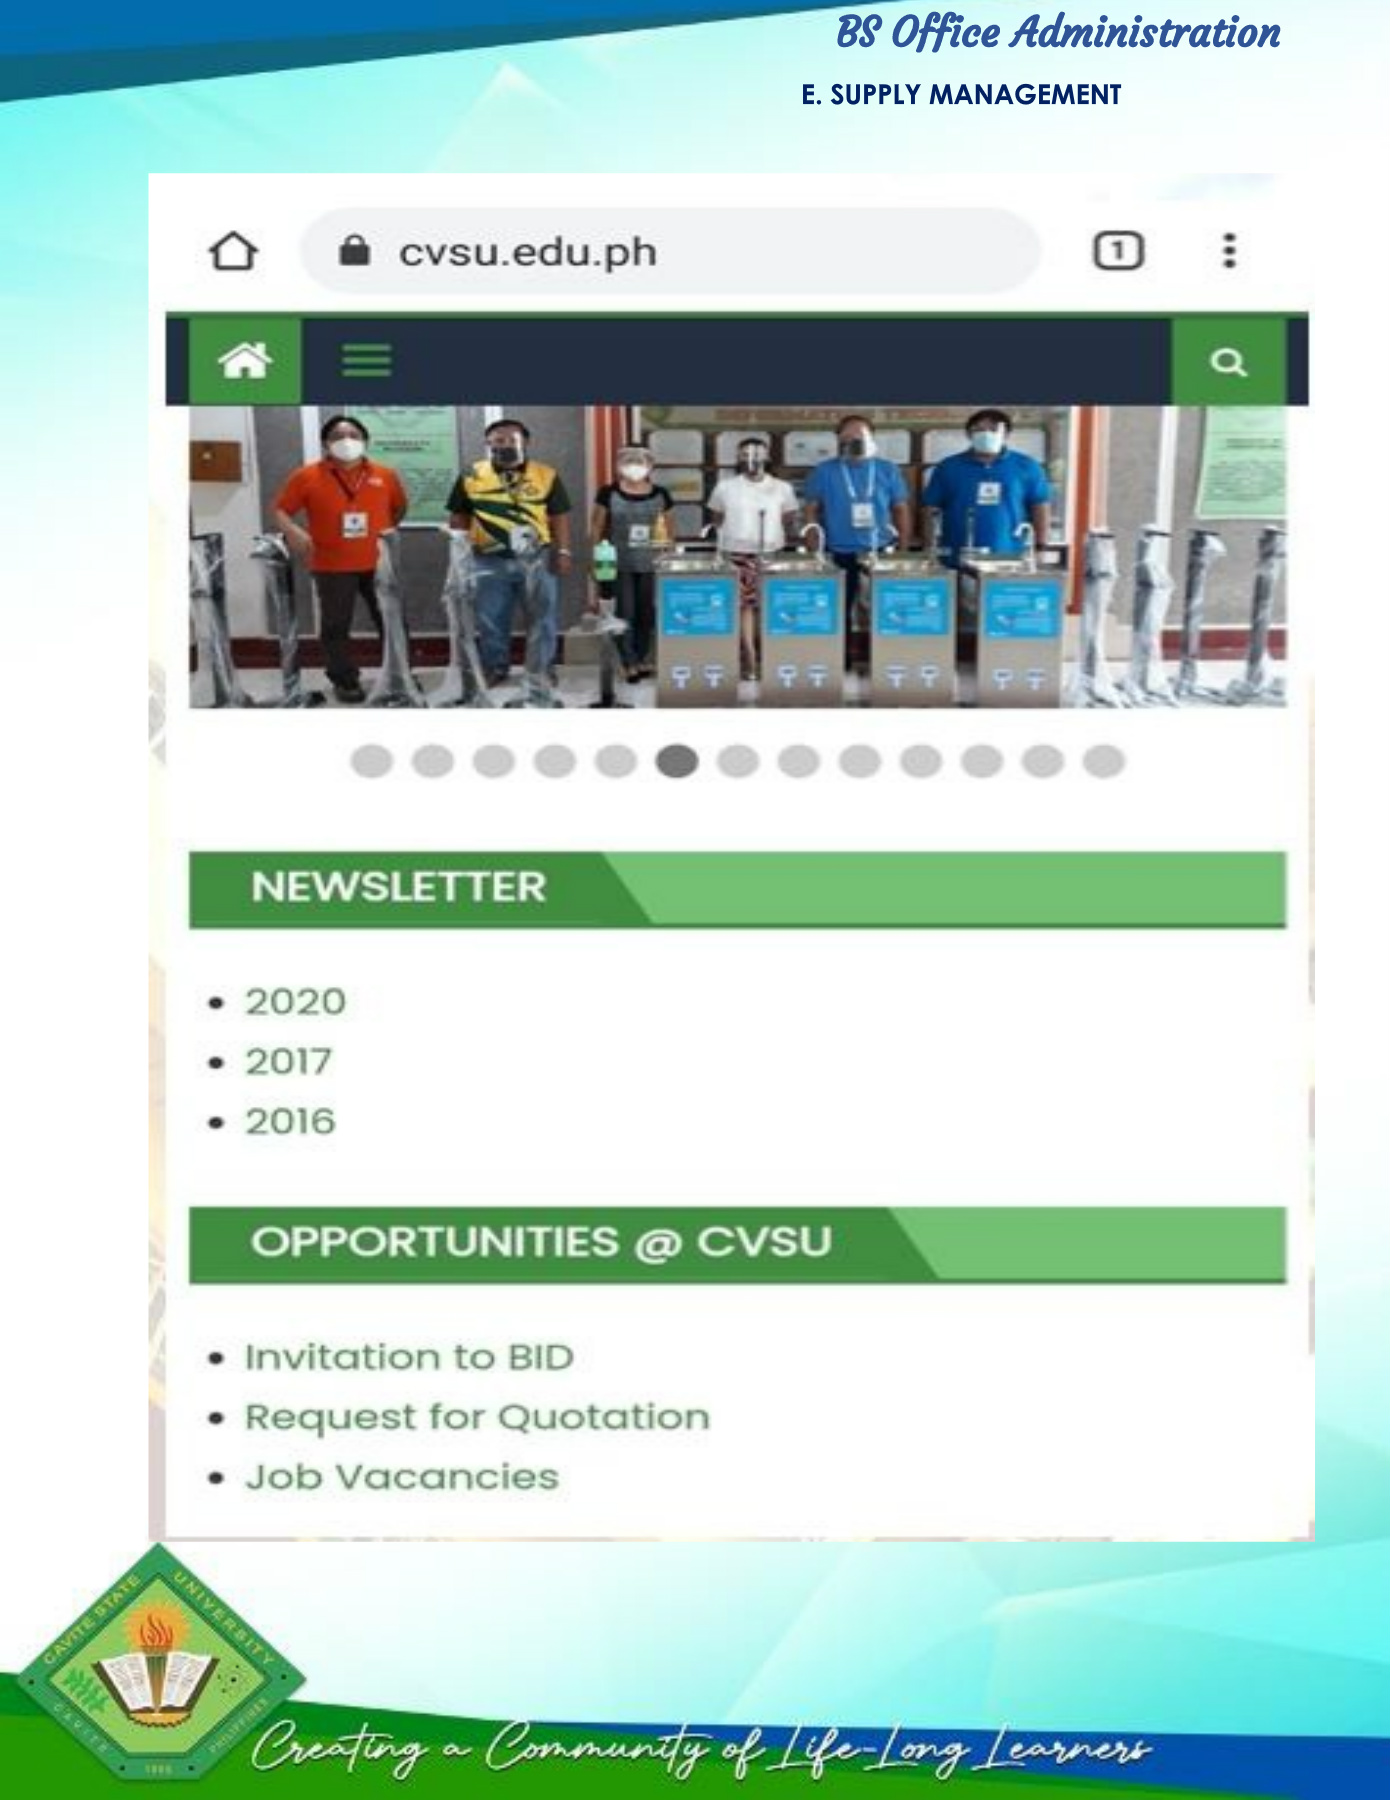 BS Office Administration
E. SUPPLY MANAGEMENT
cvsu.edu.ph
1
NEWSLETTER
2020
2017
2016
OPPORTUNITIES @ CVSU
Invitation to BID
Request for Quotation
Job Vacancies
CAVITE STATE UNIVERSITY
CAVITE
PHILIPPINES
Creating a Community of Life-Long Learners